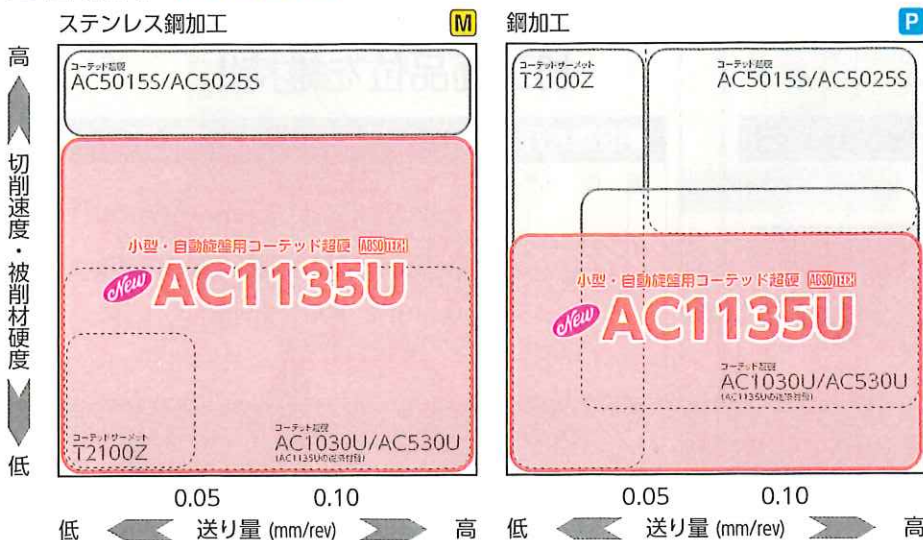 ステンレス鋼加工
M
高
切削速度・被削材硬度
低
コーテッド超硬
AC5015S/AC5025S
小型・自動旋盤用コーテッド超硬 ABSOTECH
New AC1135U
コーテッドサーメット
T2100Z
コーテッド超硬
AC1030U/AC530U
0.05 0.10
低 送り量 (mm/rev) 高
鋼加工
P
コーテッドサーメット
T2100Z
コーテッド超硬
AC5015S/AC5025S
小型・自動旋盤用コーテッド超硬 ABSOTECH
New AC1135U
コーテッド超硬
AC1030U/AC530U
0.05 0.10
低 送り量 (mm/rev) 高